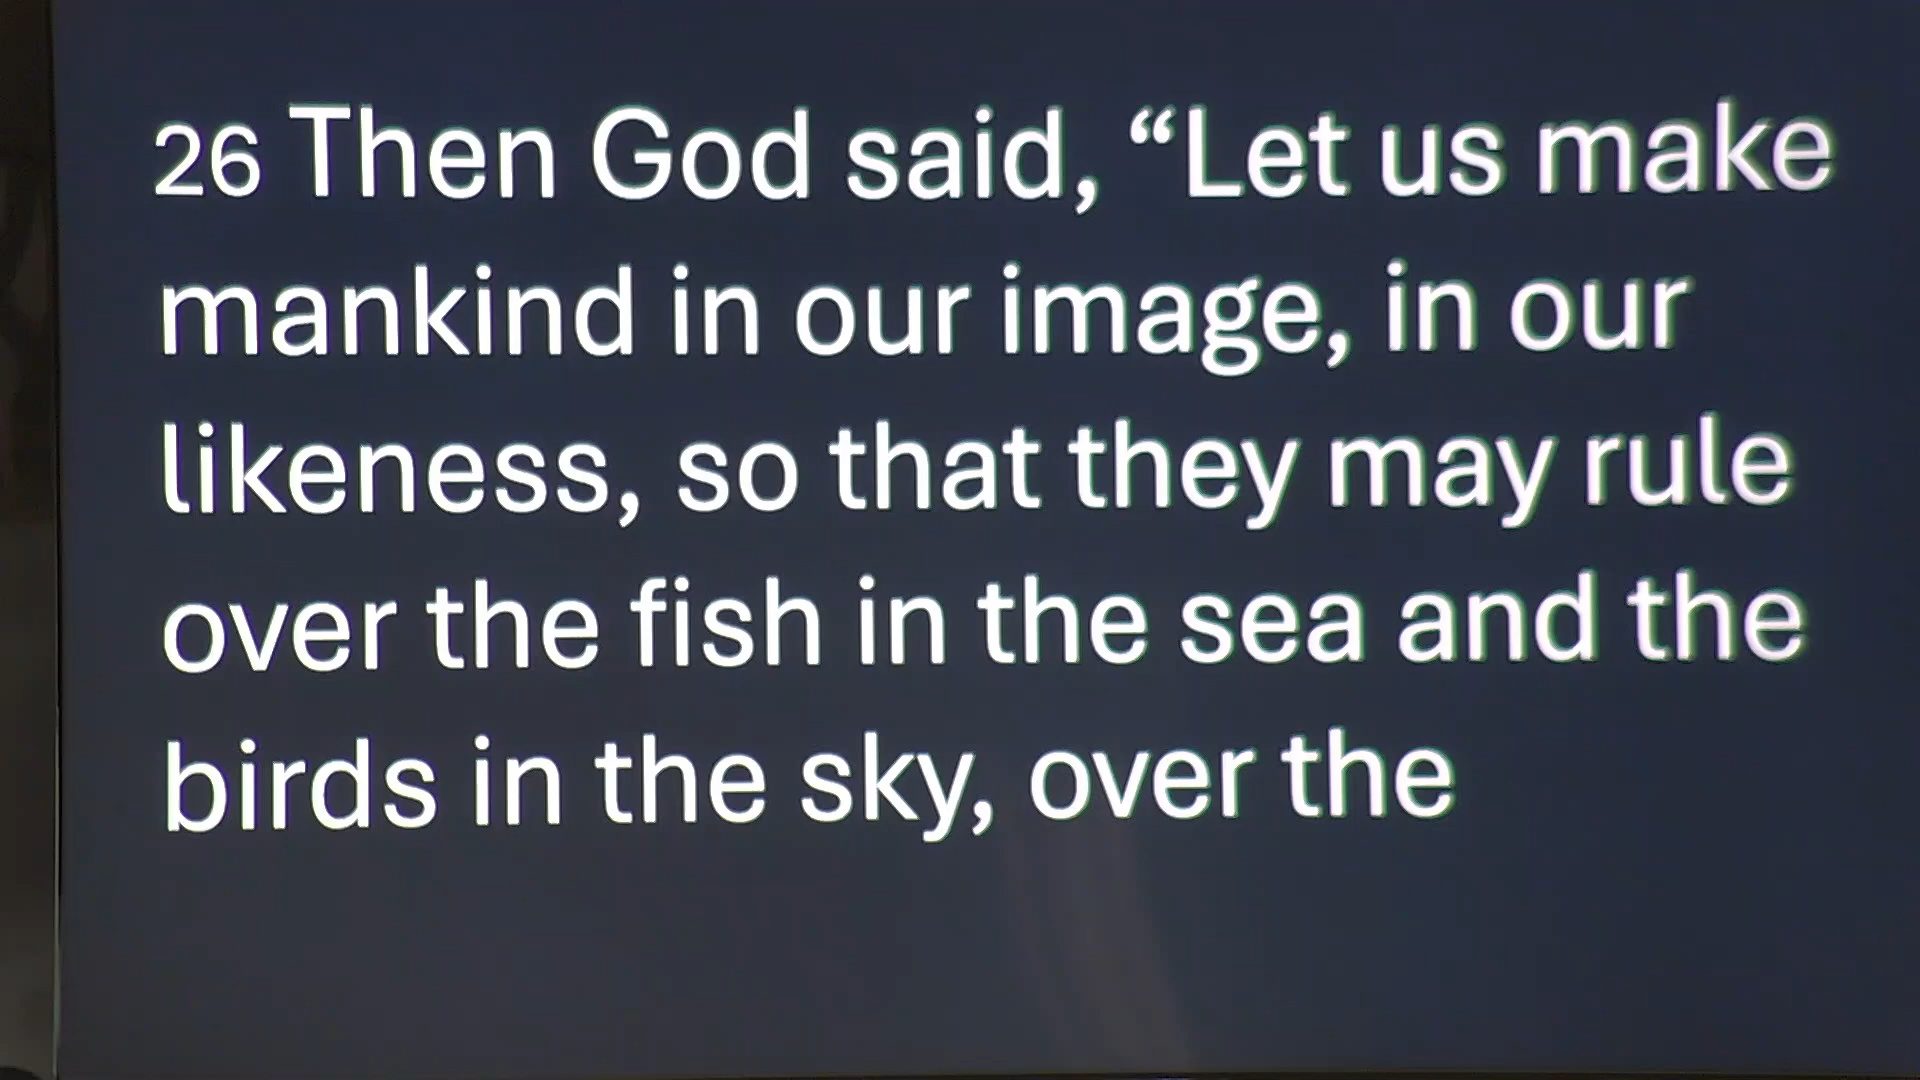 26 Then God said, “Let us make
mankind in our image, in our
likeness, so that they may rule
over the fish in the sea and the
birds in the sky, over the